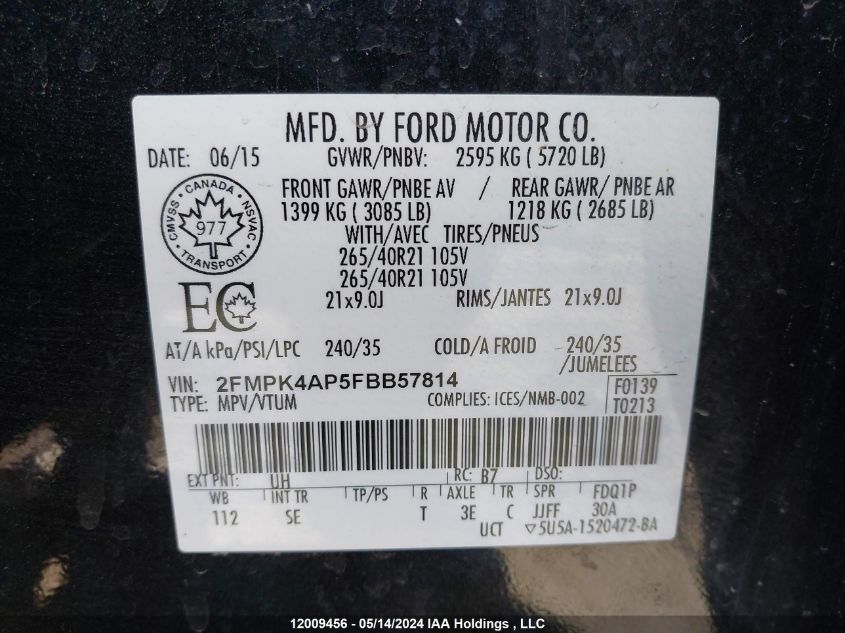 MFD. BY FORD MOTOR CO.
DATE: 06/15 GVWR/PNBV: 2595 KG ( 5720 LB)
FRONT GAWR/PNBE AV / REAR GAWR/ PNBE AR
1399 KG ( 3085 LB) 1218 KG ( 2685 LB)
WITH/AVEC TIRES/PNEUS
265/40R21 105V
265/40R21 105V
21x9.0J RIMS/JANTES 21x9.0J
CMVSS • CANADA • NSVAC • TRANSPORT •
977
EC
AT/A kPa/PSI/LPC 240/35 COLD/A FROID 240/35
/JUMELEES
VIN: 2FMPK4AP5FBB57814 F0139
TYPE: MPV/VTUM COMPLIES: ICES/NMB-002 T0213
EXT PNT: UH RC: B7 DSO:
WB INT TR TP/PS R AXLE TR SPR FDQ1P
112 SE T 3E C JJFF 30A
UCT ▽5U5A-1520472-BA
12009456 - 05/14/2024 IAA Holdings , LLC